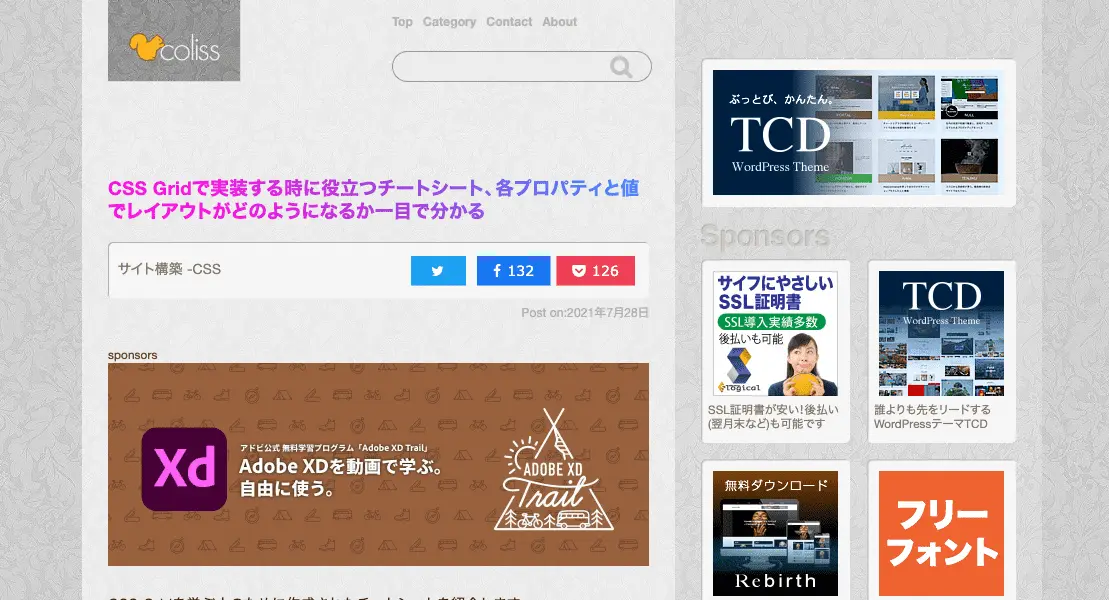 coliss
Top Category Contact About
CSS Gridで実装する時に役立つチートシート、各プロパティと値
でレイアウトがどのようになるか一目で分かる
サイト構築 -CSS
132
126
Post on:2021年7月28日
sponsors
Xd
アドビ公式 無料学習プログラム「Adobe XD Trail」
Adobe XDを動画で学ぶ。
自由に使う。
ADOBE XD
Trail
ぶっとび、かんたん。
TCD
WordPress Theme
Sponsors
サイフにやさしい
SSL証明書
SSL導入実績多数
後払いも可能
logical
SSL証明書が安い!後払い
(翌月末など)も可能です
TCD
WordPress Theme
誰よりも先をリードする
WordPressテーマTCD
無料ダウンロード
Rebirth
フリー
フォント